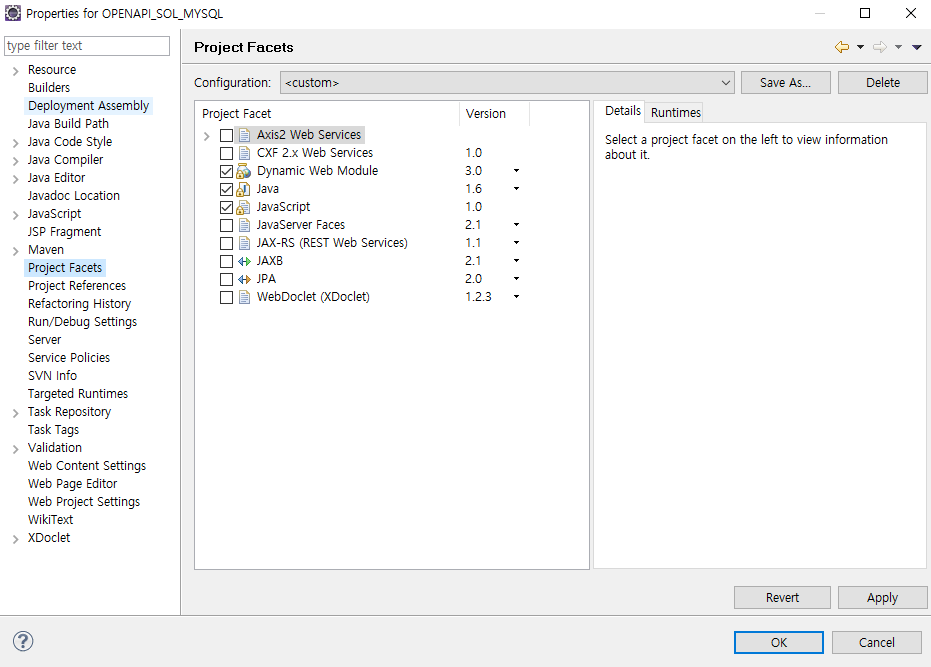 Properties for OPENAPI_SOL_MYSQL
type filter text
Resource
Builders
Deployment Assembly
Java Build Path
Java Code Style
Java Compiler
Java Editor
Javadoc Location
JavaScript
JSP Fragment
Maven
Project Facets
Project References
Refactoring History
Run/Debug Settings
Server
Service Policies
SVN Info
Targeted Runtimes
Task Repository
Task Tags
Validation
Web Content Settings
Web Page Editor
Web Project Settings
WikiText
XDoclet
Project Facets
Configuration: <custom> Save As... Delete
Project Facet Version
Axis2 Web Services
CXF 2.x Web Services 1.0
Dynamic Web Module 3.0
Java 1.6
JavaScript 1.0
JavaServer Faces 2.1
JAX-RS (REST Web Services) 1.1
JAXB 2.1
JPA 2.0
WebDoclet (XDoclet) 1.2.3
Details Runtimes
Select a project facet on the left to view information
about it.
Revert Apply
? OK Cancel